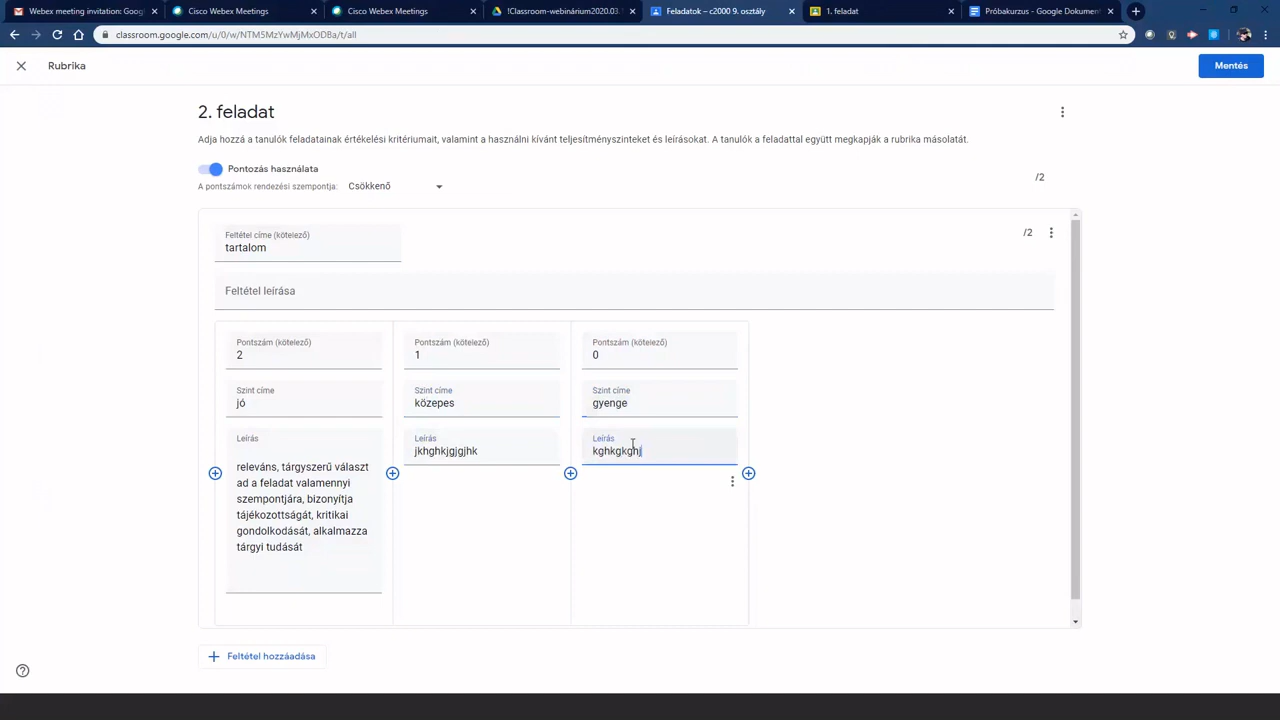 Webex meeting invitation: Goog
Cisco Webex Meetings
Cisco Webex Meetings
!Classroom-webinárium2020.03.
Feladatok – c2000 9. osztály
1. feladat
Próbakurzus - Google Dokument
classroom.google.com/u/0/w/NTM5MzYwMjMxODBa/t/all
Rubrika
Mentés
2. feladat
Adja hozzá a tanulók feladatainak értékelési kritériumait, valamint a használni kívánt teljesítményszinteket és leírásokat. A tanulók a feladattal együtt megkapják a rubrika másolatát.
Pontozás használata
A pontszámok rendezési szempontja: Csökkenő
/2
Feltétel címe (kötelező)
tartalom
/2
Feltétel leírása
Pontszám (kötelező)
2
Szint címe
jó
Leírás
releváns, tárgyszerű választ
ad a feladat valamennyi
szempontjára, bizonyítja
tájékozottságát, kritikai
gondolkodását, alkalmazza
tárgyi tudását
Pontszám (kötelező)
1
Szint címe
közepes
Leírás
jkhghkjgjgjhk
Pontszám (kötelező)
0
Szint címe
gyenge
Leírás
kghkgkghj
Feltétel hozzáadása